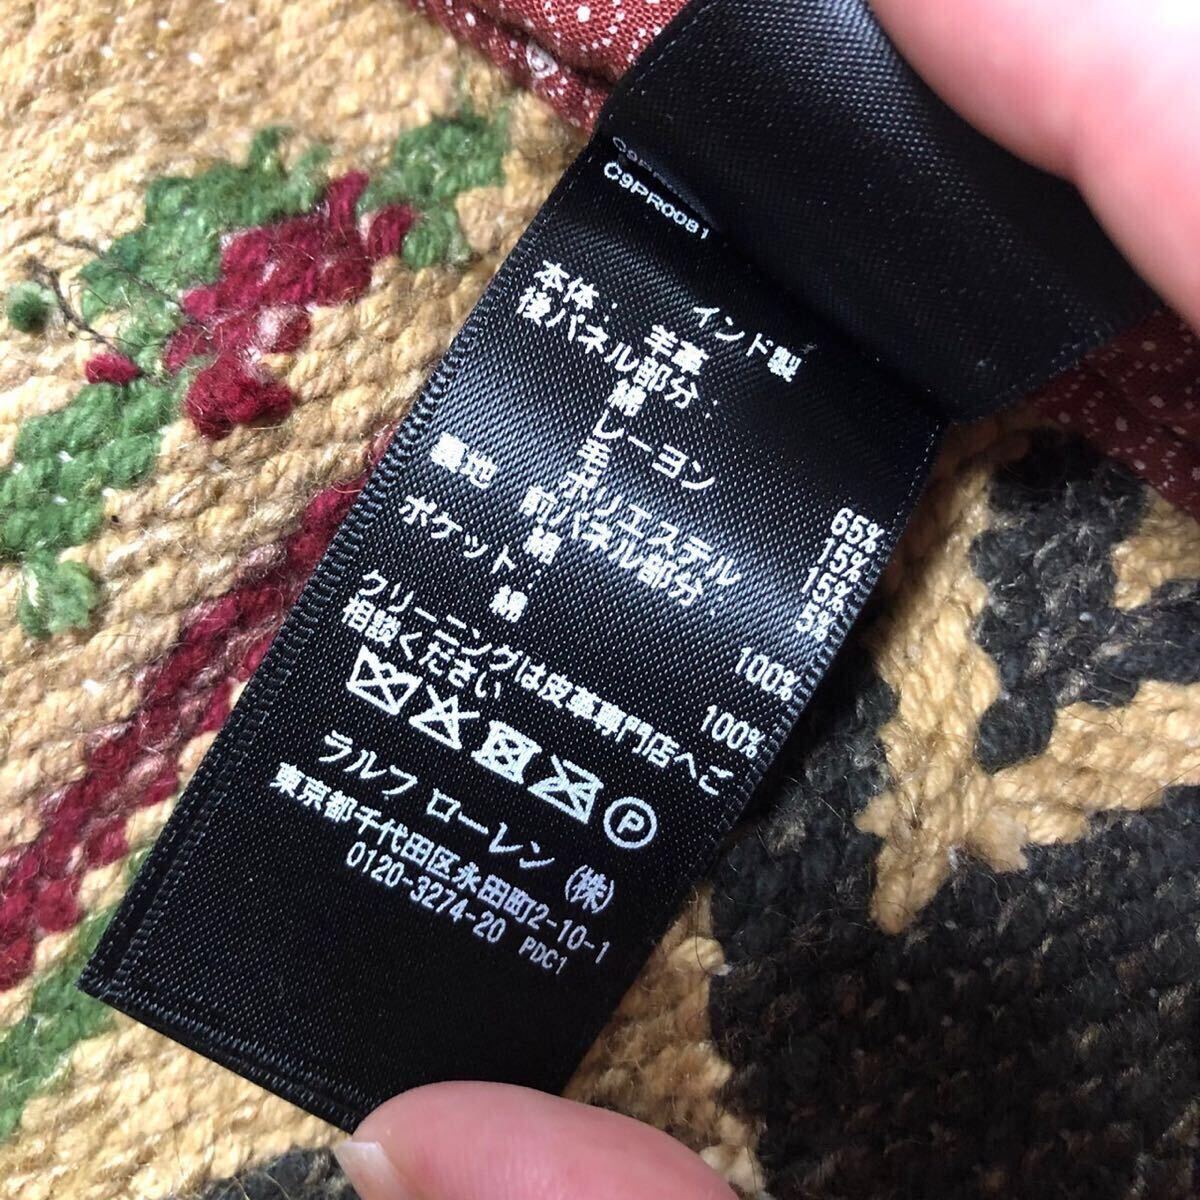 C9PR0081
インド製
本体:
羊革
後パネル部分:
綿 65%
レーヨン 15%
毛 15%
ポリエステル 5%
裏地 前パネル部分:
綿 100%
ポケット:
綿 100%
クリーニングは皮革専門店へご
相談ください
P
ラルフ ローレン (株)
東京都千代田区永田町2-10-1
0120-3274-20 PDC1